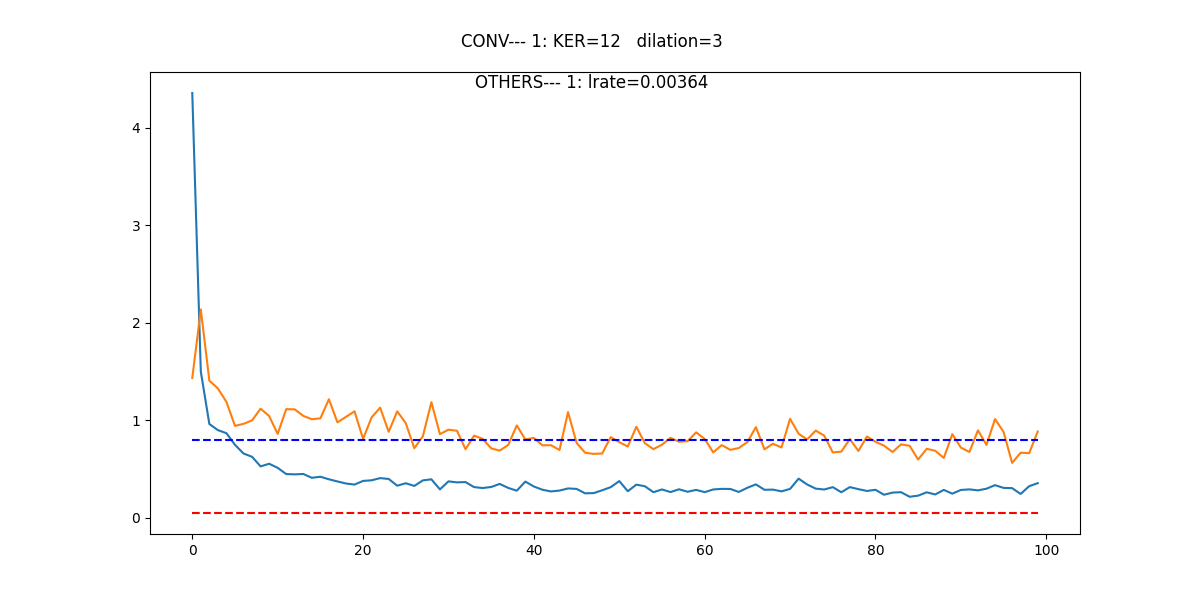 CONV--- 1: KER=12   dilation=3
OTHERS--- 1: lrate=0.00364
4
3
2
1
0
0 20 40 60 80 100